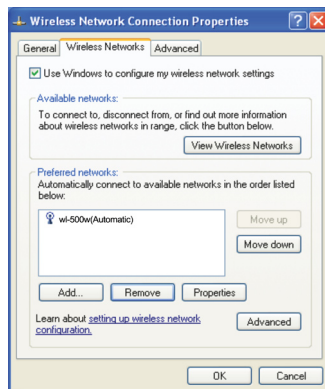 Wireless Network Connection Properties
General Wireless Networks Advanced
Use Windows to configure my wireless network settings
Available networks:
To connect to, disconnect from, or find out more information
about wireless networks in range, click the button below.
View Wireless Networks
Preferred networks:
Automatically connect to available networks in the order listed
below:
wl-500w(Automatic)
Move up
Move down
Add... Remove Properties
Learn about setting up wireless network
configuration.
Advanced
OK Cancel